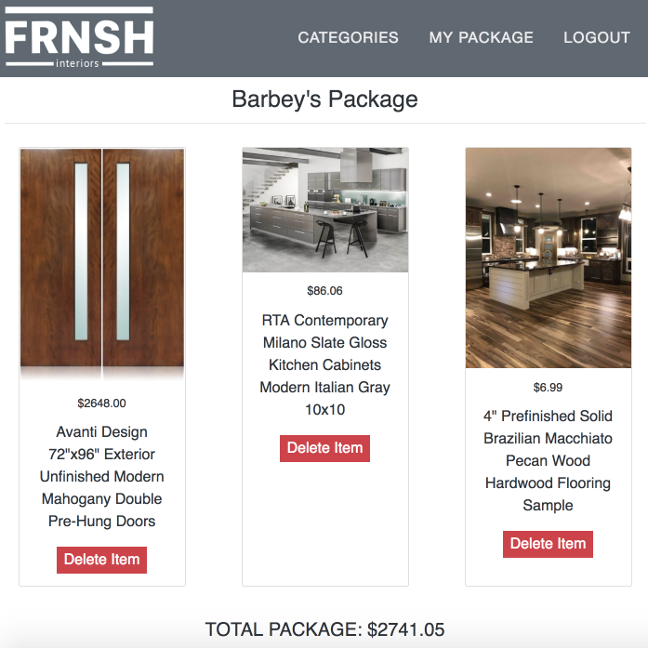 FRNSH
interiors
CATEGORIES MY PACKAGE LOGOUT
Barbey's Package
$2648.00
Avanti Design
72"x96" Exterior
Unfinished Modern
Mahogany Double
Pre-Hung Doors
Delete Item
$86.06
RTA Contemporary
Milano Slate Gloss
Kitchen Cabinets
Modern Italian Gray
10x10
Delete Item
$6.99
4" Prefinished Solid
Brazilian Macchiato
Pecan Wood
Hardwood Flooring
Sample
Delete Item
TOTAL PACKAGE: $2741.05